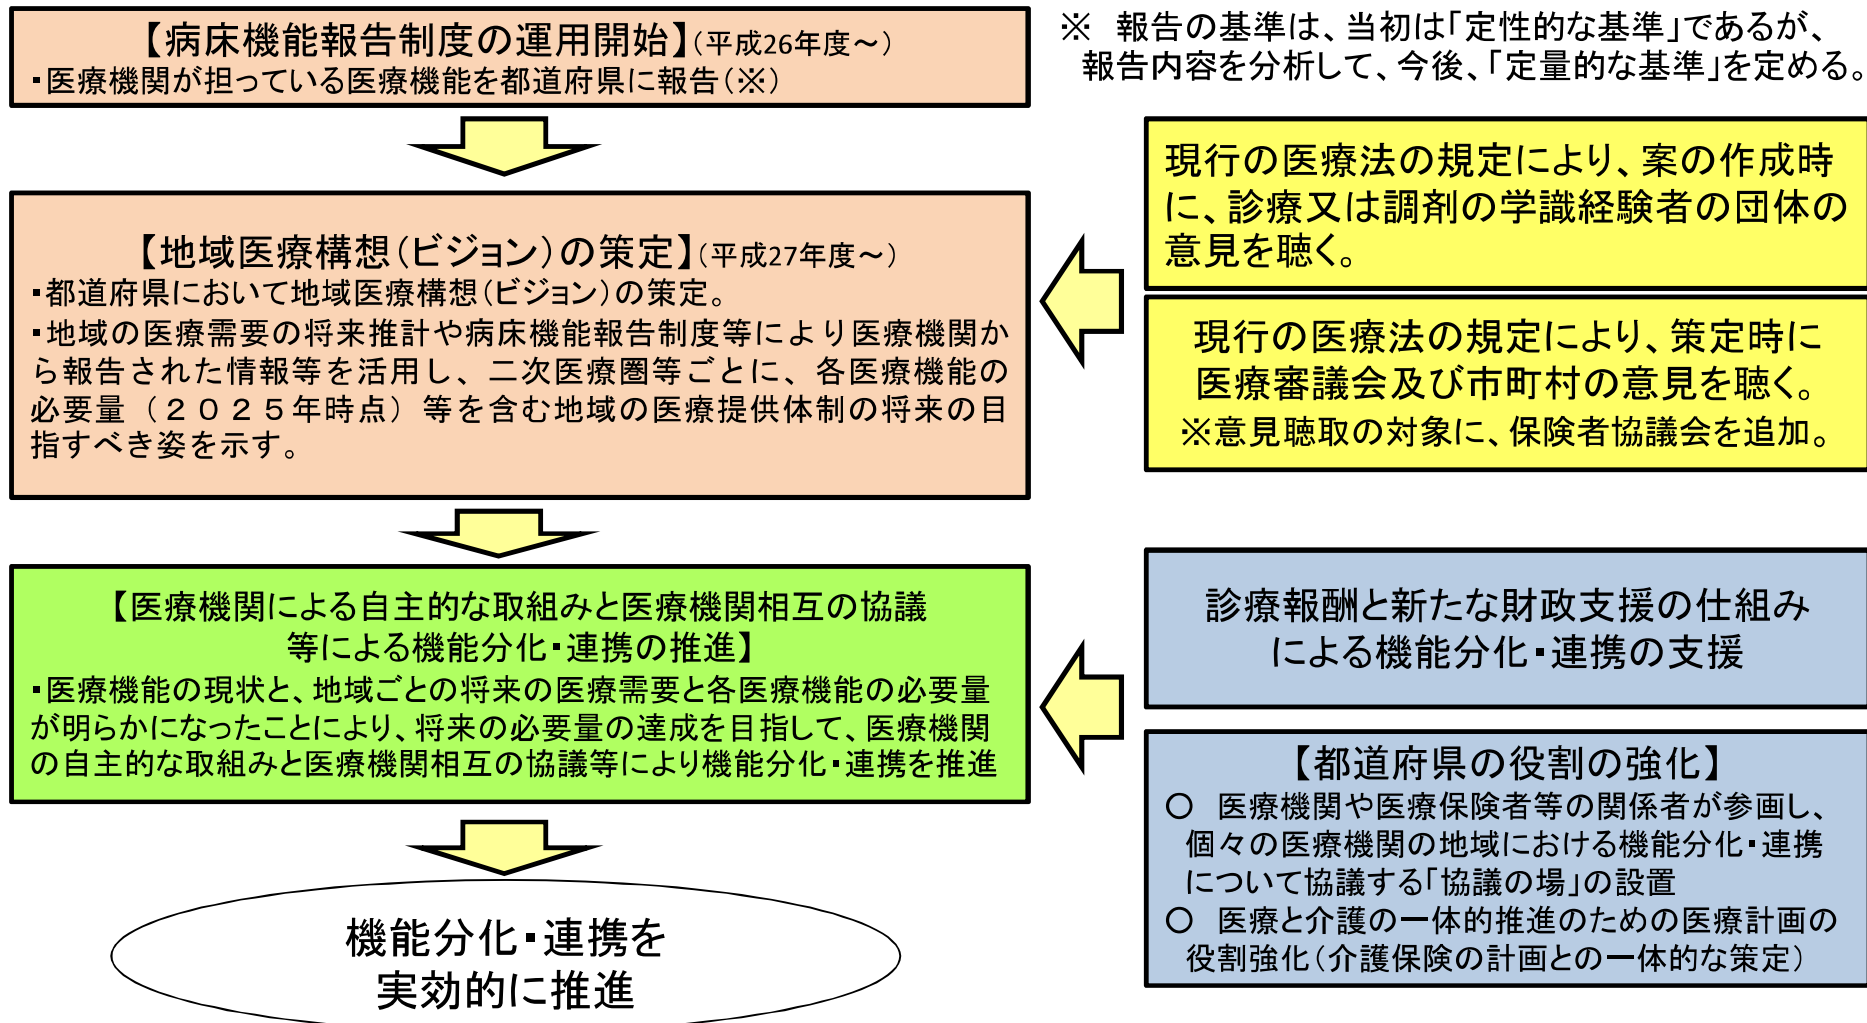 【病床機能報告制度の運用開始】(平成26年度～)
・医療機関が担っている医療機能を都道府県に報告(※)
※　報告の基準は、当初は「定性的な基準」であるが、
報告内容を分析して、今後、「定量的な基準」を定める。
【地域医療構想(ビジョン)の策定】(平成27年度～)
・都道府県において地域医療構想(ビジョン)の策定。
・地域の医療需要の将来推計や病床機能報告制度等により医療機関か
ら報告された情報等を活用し、二次医療圏等ごとに、各医療機能の
必要量（２０２５年時点）等を含む地域の医療提供体制の将来の目
指すべき姿を示す。
現行の医療法の規定により、案の作成時
に、診療又は調剤の学識経験者の団体の
意見を聴く。
現行の医療法の規定により、策定時に
医療審議会及び市町村の意見を聴く。
※意見聴取の対象に、保険者協議会を追加。
【医療機関による自主的な取組みと医療機関相互の協議
等による機能分化・連携の推進】
・医療機能の現状と、地域ごとの将来の医療需要と各医療機能の必要量
が明らかになったことにより、将来の必要量の達成を目指して、医療機関
の自主的な取組みと医療機関相互の協議等により機能分化・連携を推進
診療報酬と新たな財政支援の仕組み
による機能分化・連携の支援
【都道府県の役割の強化】
○　医療機関や医療保険者等の関係者が参画し、
個々の医療機関の地域における機能分化・連携
について協議する「協議の場」の設置
○　医療と介護の一体的推進のための医療計画の
役割強化(介護保険の計画との一体的な策定)
機能分化・連携を
実効的に推進